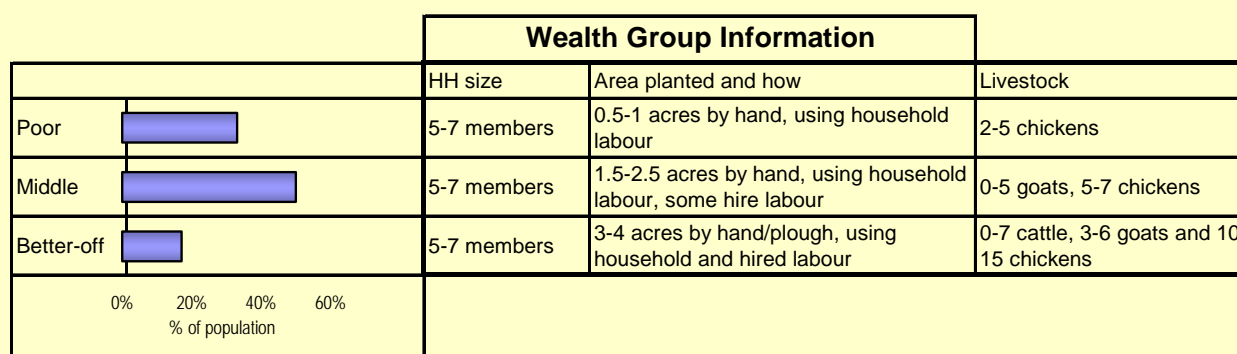 Wealth Group Information
HH size Area planted and how Livestock
Poor 5-7 members 0.5-1 acres by hand, using household
labour 2-5 chickens
Middle 5-7 members 1.5-2.5 acres by hand, using household
labour, some hire labour 0-5 goats, 5-7 chickens
Better-off 5-7 members 3-4 acres by hand/plough, using
household and hired labour 0-7 cattle, 3-6 goats and 10
15 chickens
0% 20% 40% 60%
% of population